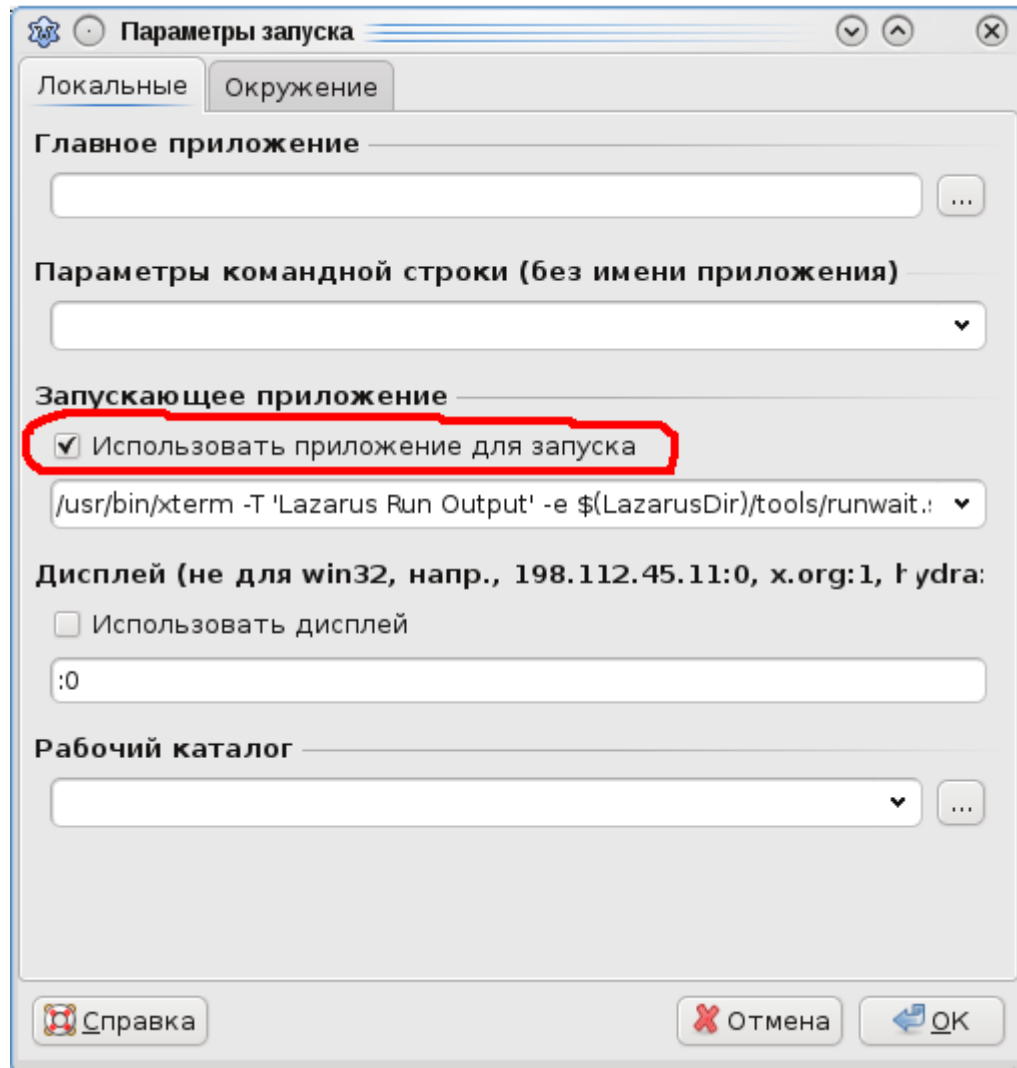 Параметры запуска
Локальные Окружение
Главное приложение
...
Параметры командной строки (без имени приложения)
Запускающее приложение
Использовать приложение для запуска
/usr/bin/xterm -T 'Lazarus Run Output' -e $(LazarusDir)/tools/runwait.
Дисплей (не для win32, напр., 198.112.45.11:0, x.org:1, hydra:
Использовать дисплей
:0
Рабочий каталог
...
Справка Отмена OK